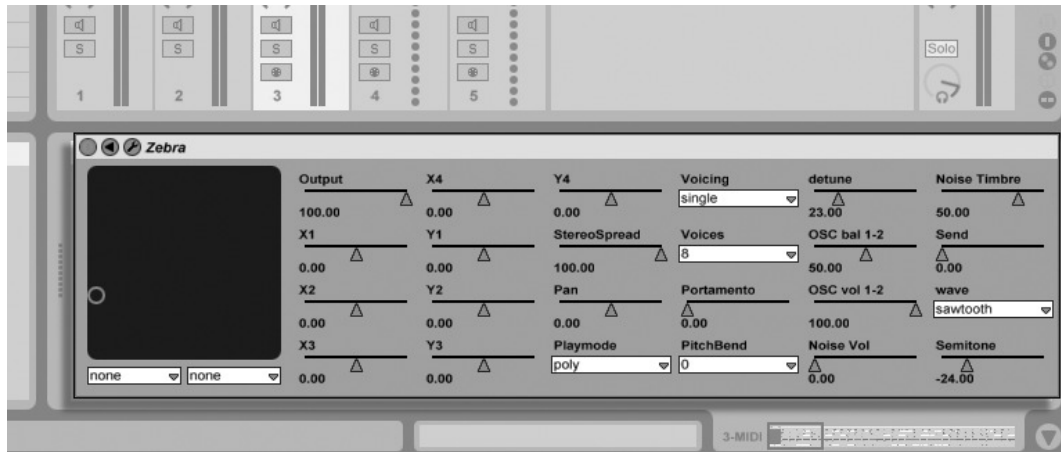 S S S S S Solo
1 2 3 4 5
Zebra
Output X4 Y4 Voicing detune Noise Timbre
single
100.00 0.00 0.00 23.00 50.00
X1 Y1 StereoSpread Voices OSC bal 1-2 Send
8
0.00 0.00 100.00 50.00 0.00
X2 Y2 Pan Portamento OSC vol 1-2 wave
sawtooth
0.00 0.00 0.00 0.00 100.00
X3 Y3 Playmode PitchBend Noise Vol Semitone
poly 0
none none 0.00 0.00 0.00 -24.00
3-MIDI